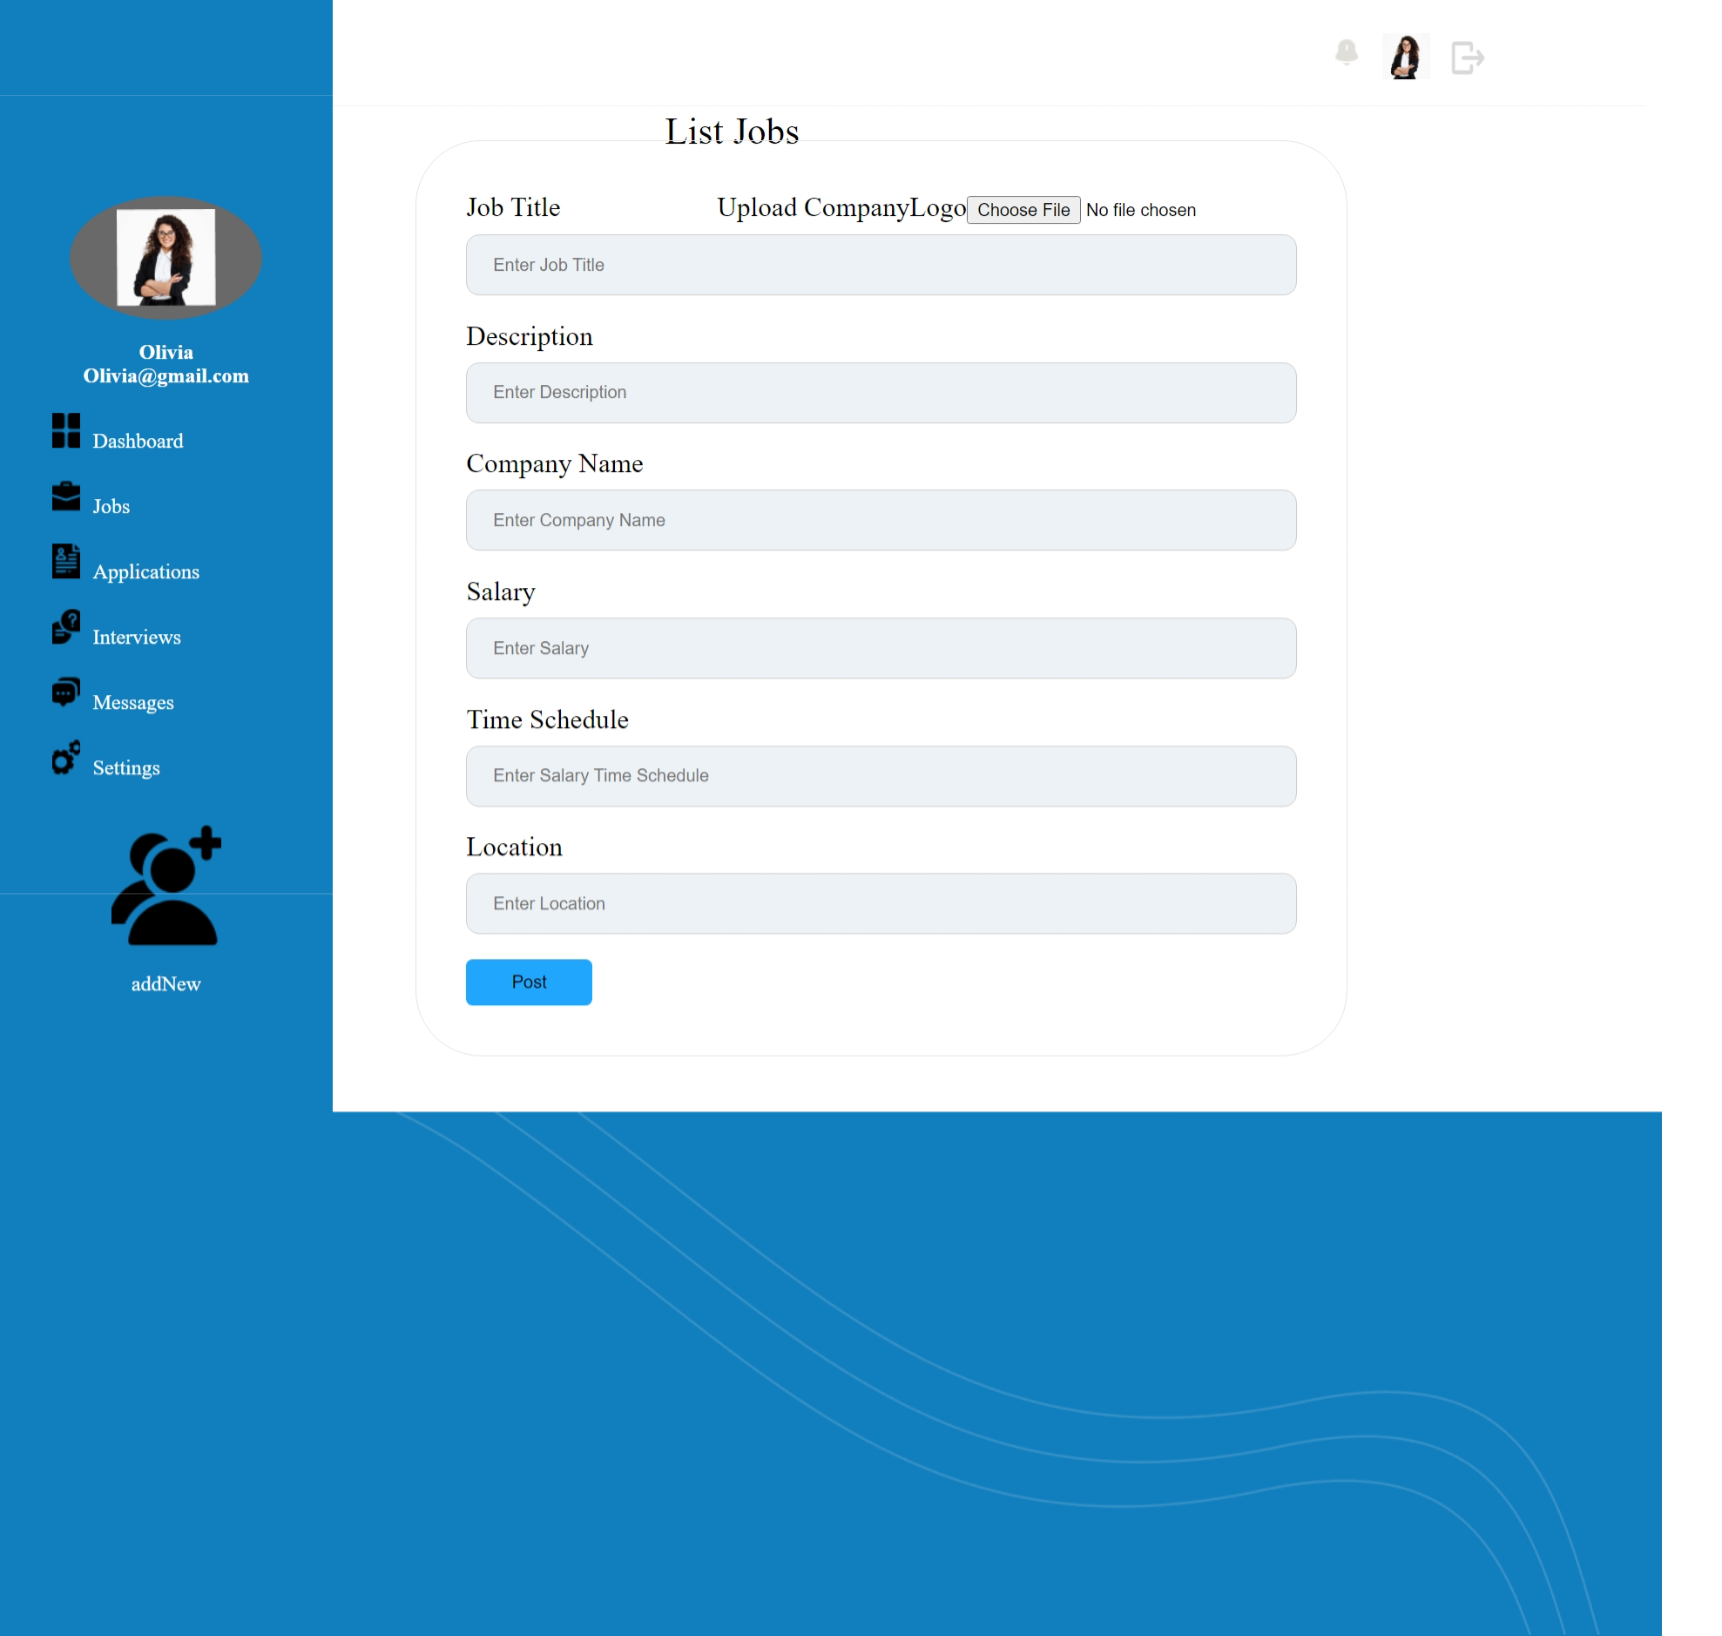 Olivia
Olivia@gmail.com
Dashboard
Jobs
Applications
Interviews
Messages
Settings
addNew
List Jobs
Job Title Upload CompanyLogo Choose File No file chosen
Enter Job Title
Description
Enter Description
Company Name
Enter Company Name
Salary
Enter Salary
Time Schedule
Enter Salary Time Schedule
Location
Enter Location
Post